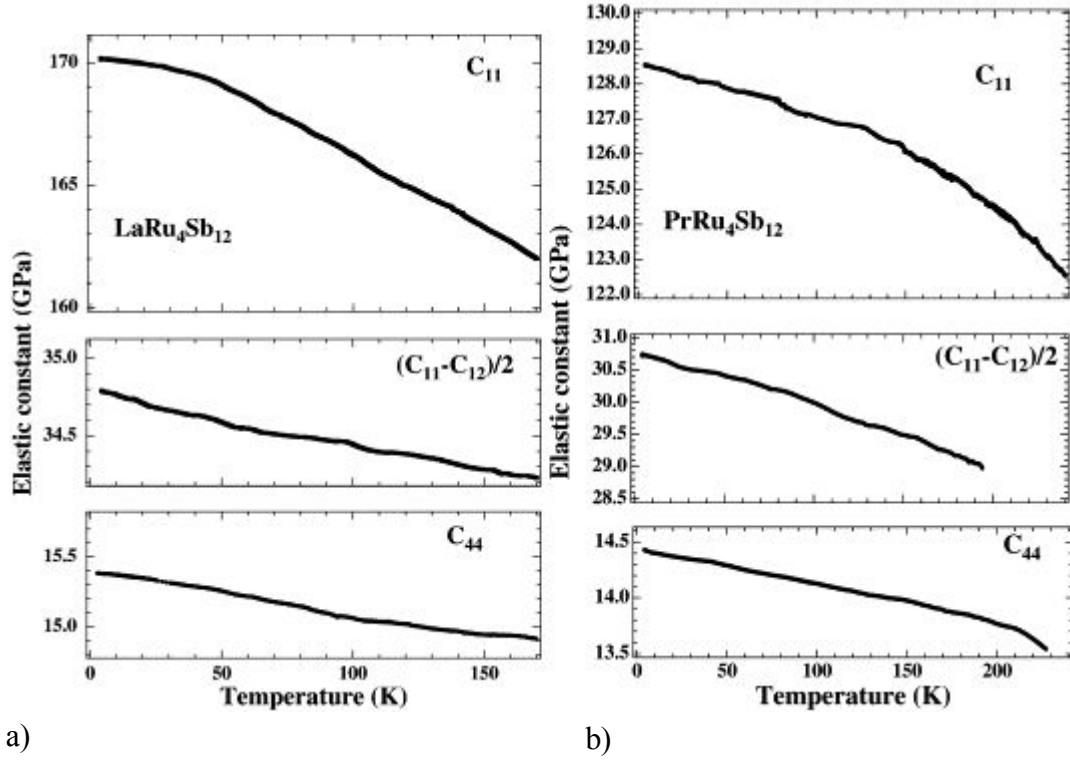 170
165
160
C11
LaRu4Sb12
35.0
34.5
(C11-C12)/2
15.5
15.0
C44
0
50
100
150
Temperature (K)
Elastic constant (GPa)
a)
130.0
129.0
128.0
127.0
126.0
125.0
124.0
123.0
122.0
C11
PrRu4Sb12
31.0
30.5
30.0
29.5
29.0
28.5
(C11-C12)/2
14.5
14.0
13.5
C44
0
50
100
150
200
Temperature (K)
Elastic constant (GPa)
b)